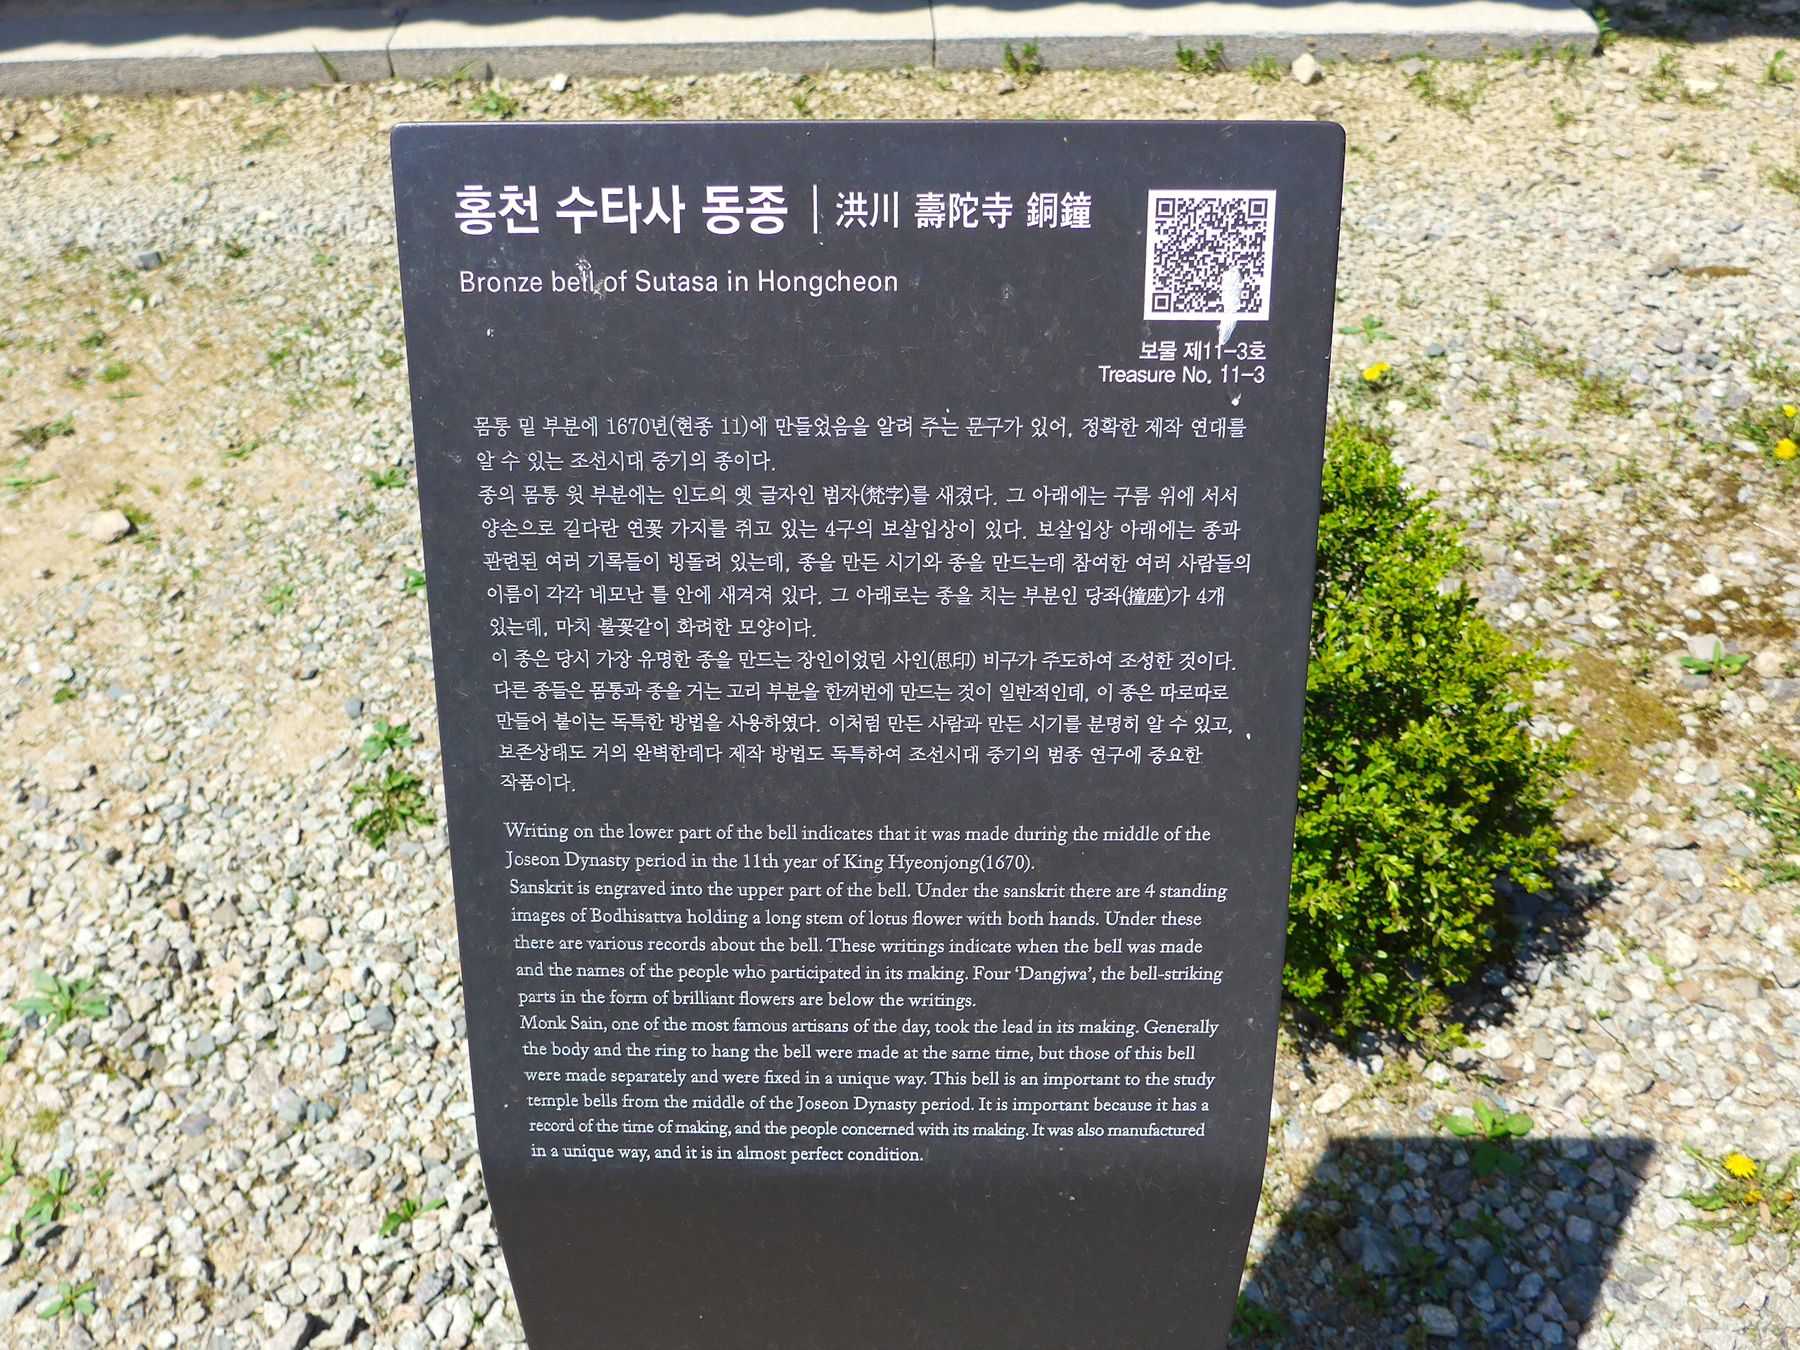 홍천 수타사 동종 | 洪川 壽陀寺 銅鐘
Bronze bell of Sutasa in Hongcheon
보물 제11-3호
Treasure No. 11-3
몸통 밑 부분에 1670년(현종 11)에 만들었음을 알려 주는 문구가 있어, 정확한 제작 연대를
알 수 있는 조선시대 중기의 종이다.
종의 몸통 윗 부분에는 인도의 옛 글자인 범자(梵字)를 새겼다. 그 아래에는 구름 위에 서서
양손으로 길다란 연꽃 가지를 쥐고 있는 4구의 보살입상이 있다. 보살입상 아래에는 종과
관련된 여러 기록들이 빙돌려 있는데, 종을 만든 시기와 종을 만드는데 참여한 여러 사람들의
이름이 각각 네모난 틀 안에 새겨져 있다. 그 아래로는 종을 치는 부분인 당좌(撞座)가 4개
있는데, 마치 불꽃같이 화려한 모양이다.
이 종은 당시 가장 유명한 종을 만드는 장인이었던 사인(思印) 비구가 주도하여 조성한 것이다.
다른 종들은 몸통과 종을 거는 고리 부분을 한꺼번에 만드는 것이 일반적인데, 이 종은 따로따로
만들어 붙이는 독특한 방법을 사용하였다. 이처럼 만든 사람과 만든 시기를 분명히 알 수 있고,
보존상태도 거의 완벽한데다 제작 방법도 독특하여 조선시대 중기의 범종 연구에 중요한
작품이다.
Writing on the lower part of the bell indicates that it was made during the middle of the
Joseon Dynasty period in the 11th year of King Hyeonjong(1670).
Sanskrit is engraved into the upper part of the bell. Under the sanskrit there are 4 standing
images of Bodhisattva holding a long stem of lotus flower with both hands. Under these
there are various records about the bell. These writings indicate when the bell was made
and the names of the people who participated in its making. Four ‘Dangjwa’, the bell-striking
parts in the form of brilliant flowers are below the writings.
Monk Sain, one of the most famous artisans of the day, took the lead in its making. Generally
the body and the ring to hang the bell were made at the same time, but those of this bell
were made separately and were fixed in a unique way. This bell is an important to the study
temple bells from the middle of the Joseon Dynasty period. It is important because it has a
record of the time of making, and the people concerned with its making. It was also manufactured
in a unique way, and it is in almost perfect condition.